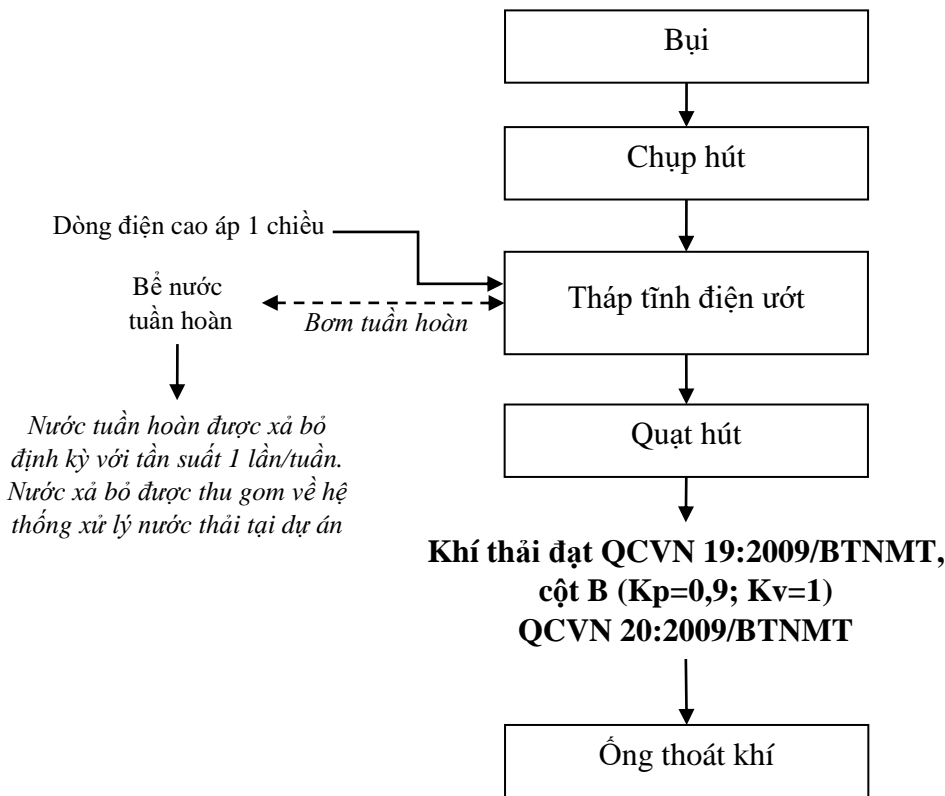 Bụi
Chụp hút
Dòng điện cao áp 1 chiều
Tháp tĩnh điện ướt
Bể nước
tuần hoàn
Bơm tuần hoàn
Nước tuần hoàn được xả bỏ
định kỳ với tần suất 1 lần/tuần.
Nước xả bỏ được thu gom về hệ
thống xử lý nước thải tại dự án
Quạt hút
Khí thải đạt QCVN 19:2009/BTNMT,
cột B (Kp=0,9; Kv=1)
QCVN 20:2009/BTNMT
Ống thoát khí